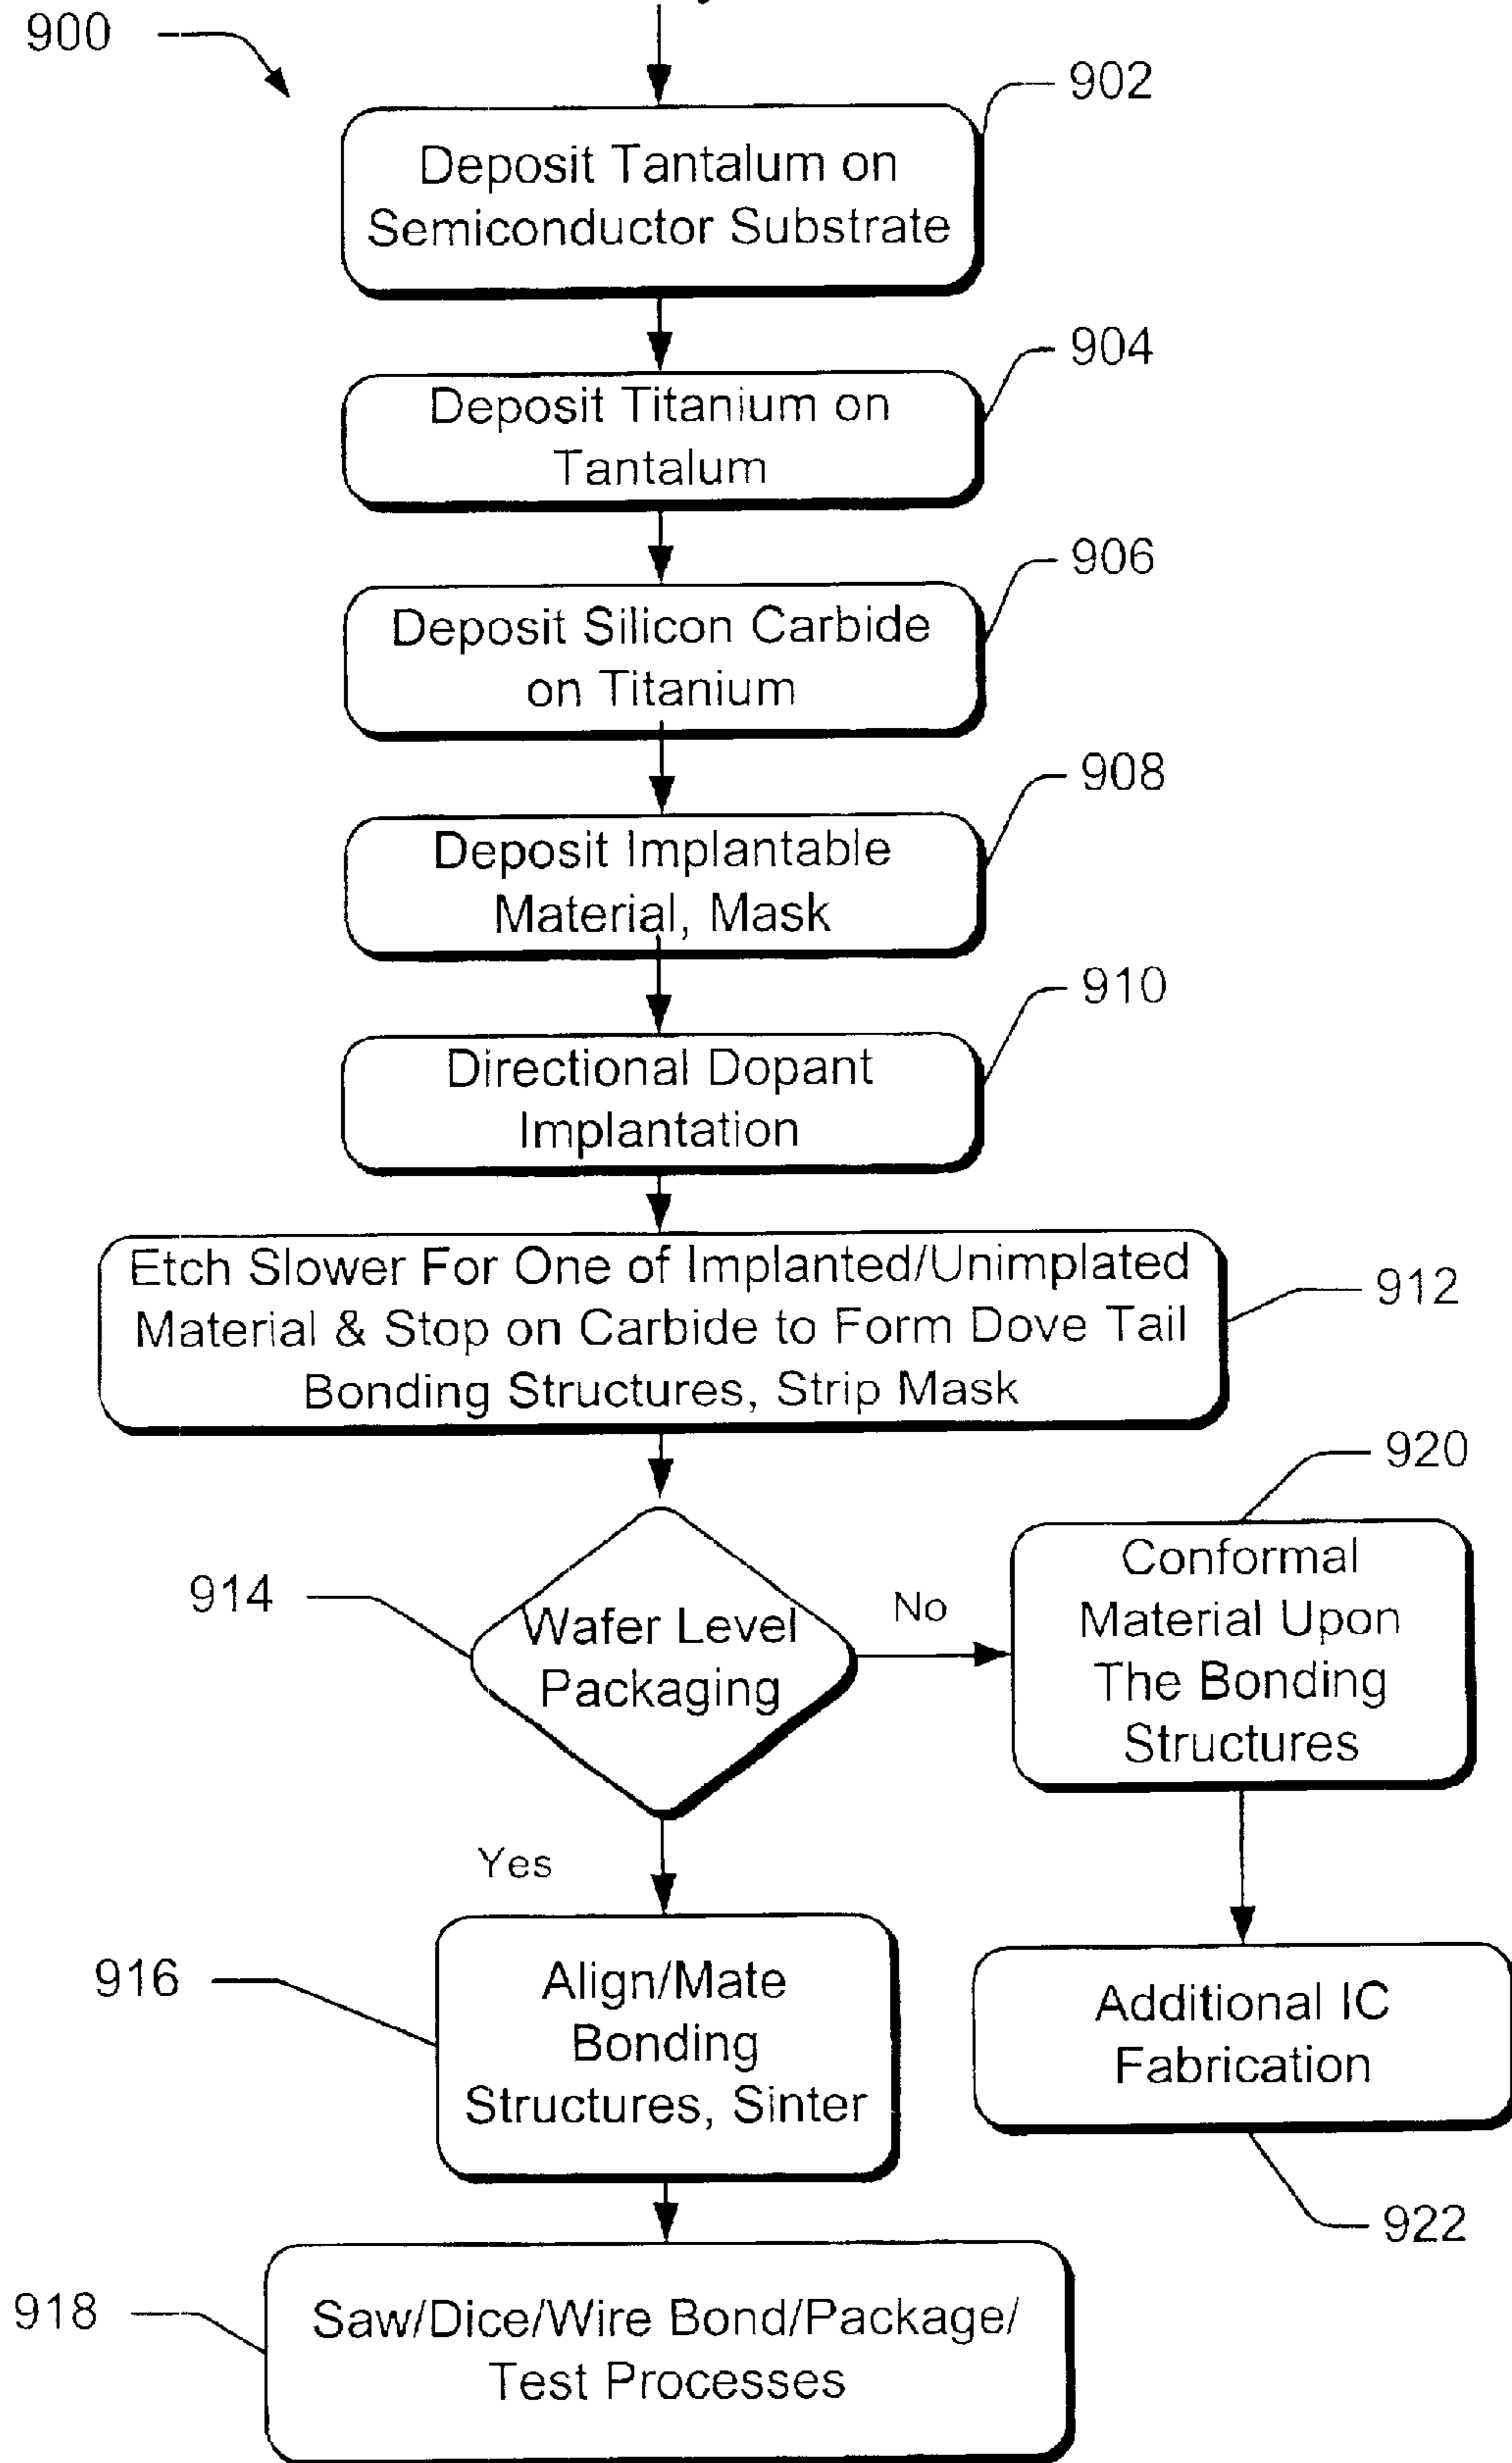 900
902
Deposit Tantalum on
Semiconductor Substrate
904
Deposit Titanium on
Tantalum
906
Deposit Silicon Carbide
on Titanium
908
Deposit Implantable
Material, Mask
910
Directional Dopant
Implantation
912
Etch Slower For One of Implanted/Unimplated
Material & Stop on Carbide to Form Dove Tail
Bonding Structures, Strip Mask
914
Wafer Level
Packaging
No
920
Conformal
Material Upon
The Bonding
Structures
Yes
916
Align/Mate
Bonding
Structures, Sinter
Additional IC
Fabrication
922
918
Saw/Dice/Wire Bond/Package/
Test Processes